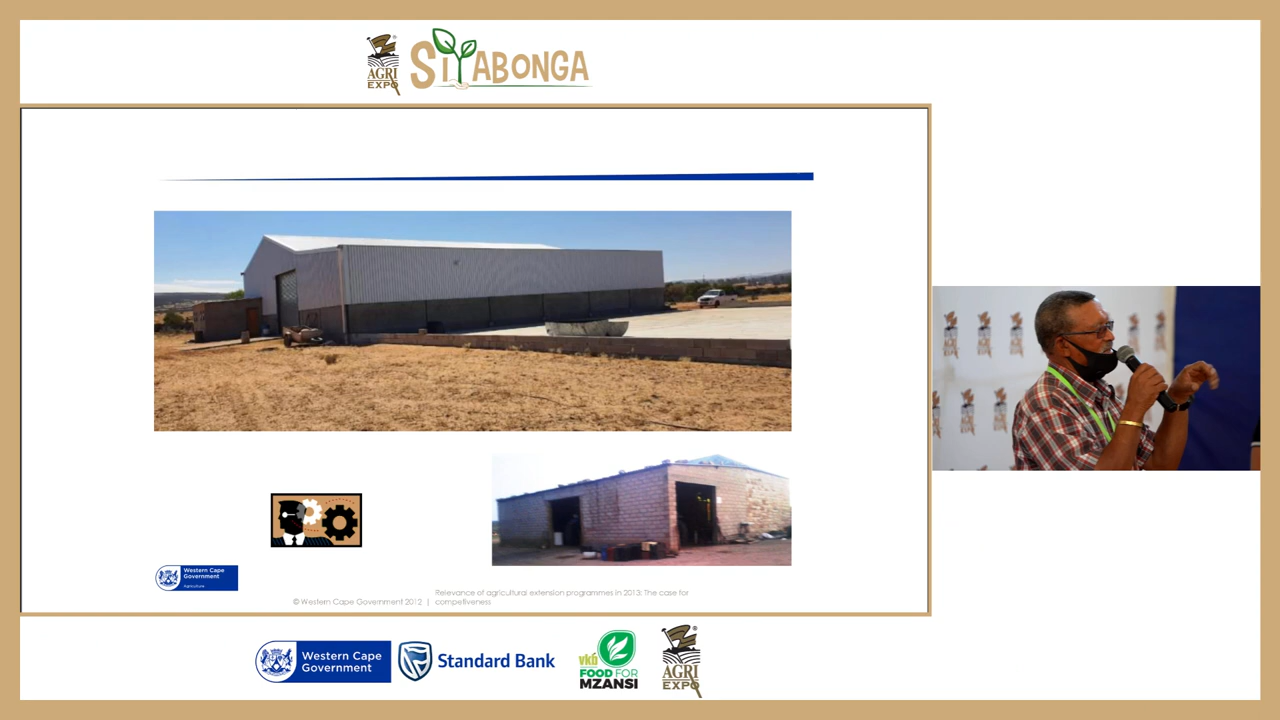 AGRI
EXPO
SIYABONGA
Western Cape
Government
Agriculture
© Western Cape Government 2012 |
Relevance of agricultural extension programmes in 2013: The case for
competiveness
Western Cape
Government
Standard Bank
vkb
FOOD FOR
MZANSI
AGRI
EXPO